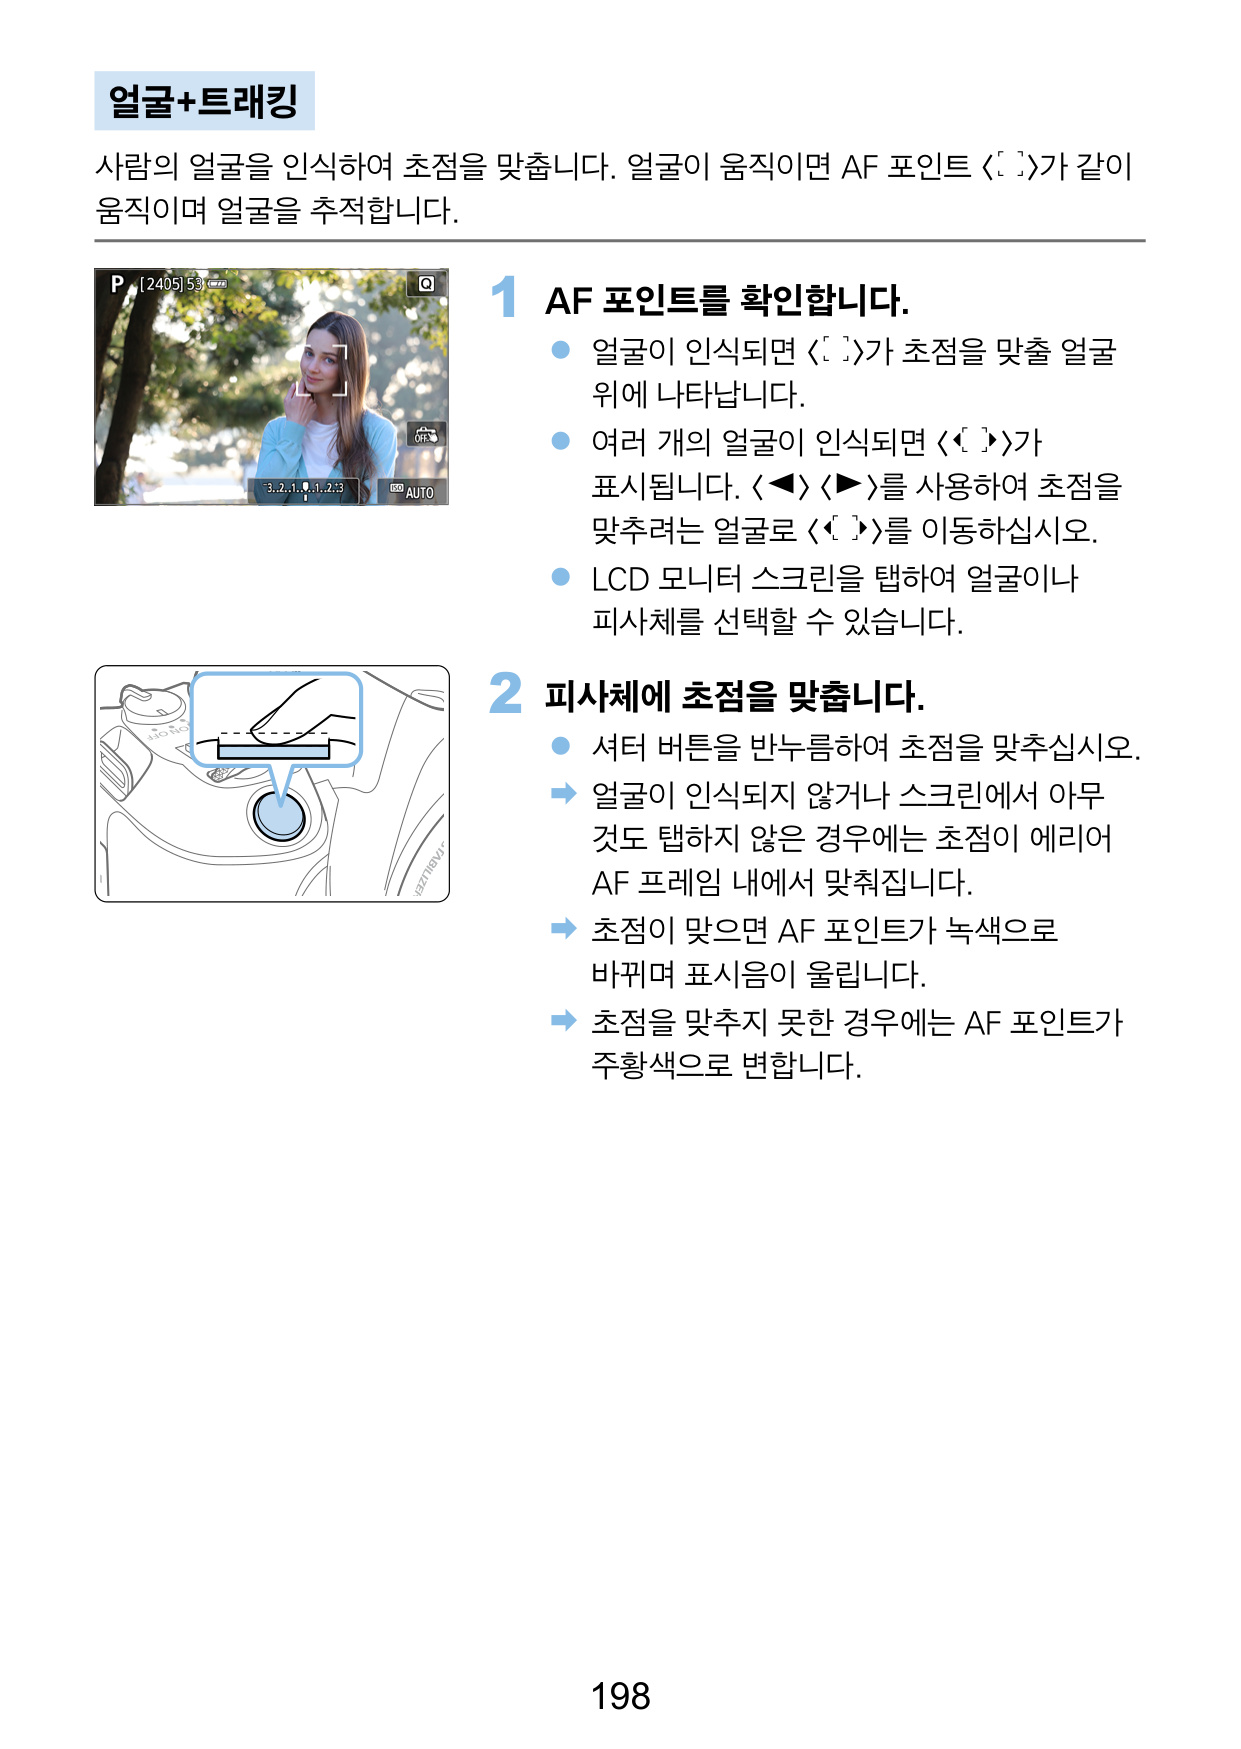 얼굴+트래킹
사람의 얼굴을 인식하여 초점을 맞춥니다. 얼굴이 움직이면 AF 포인트 〈[ ]〉가 같이
움직이며 얼굴을 추적합니다.
P [2405] 53 Q
OFF
3..2..1..0..1..2..3 ISO AUTO
1 AF 포인트를 확인합니다.
● 얼굴이 인식되면 〈[ ]〉가 초점을 맞출 얼굴
위에 나타납니다.
● 여러 개의 얼굴이 인식되면 〈◀[ ]▶〉가
표시됩니다. 〈◀〉〈▶〉를 사용하여 초점을
맞추려는 얼굴로 〈◀[ ]▶〉를 이동하십시오.
● LCD 모니터 스크린을 탭하여 얼굴이나
피사체를 선택할 수 있습니다.
ON OFF
STABILIZER
2 피사체에 초점을 맞춥니다.
● 셔터 버튼을 반누름하여 초점을 맞추십시오.
➡ 얼굴이 인식되지 않거나 스크린에서 아무
것도 탭하지 않은 경우에는 초점이 에리어
AF 프레임 내에서 맞춰집니다.
➡ 초점이 맞으면 AF 포인트가 녹색으로
바뀌며 표시음이 울립니다.
➡ 초점을 맞추지 못한 경우에는 AF 포인트가
주황색으로 변합니다.
198